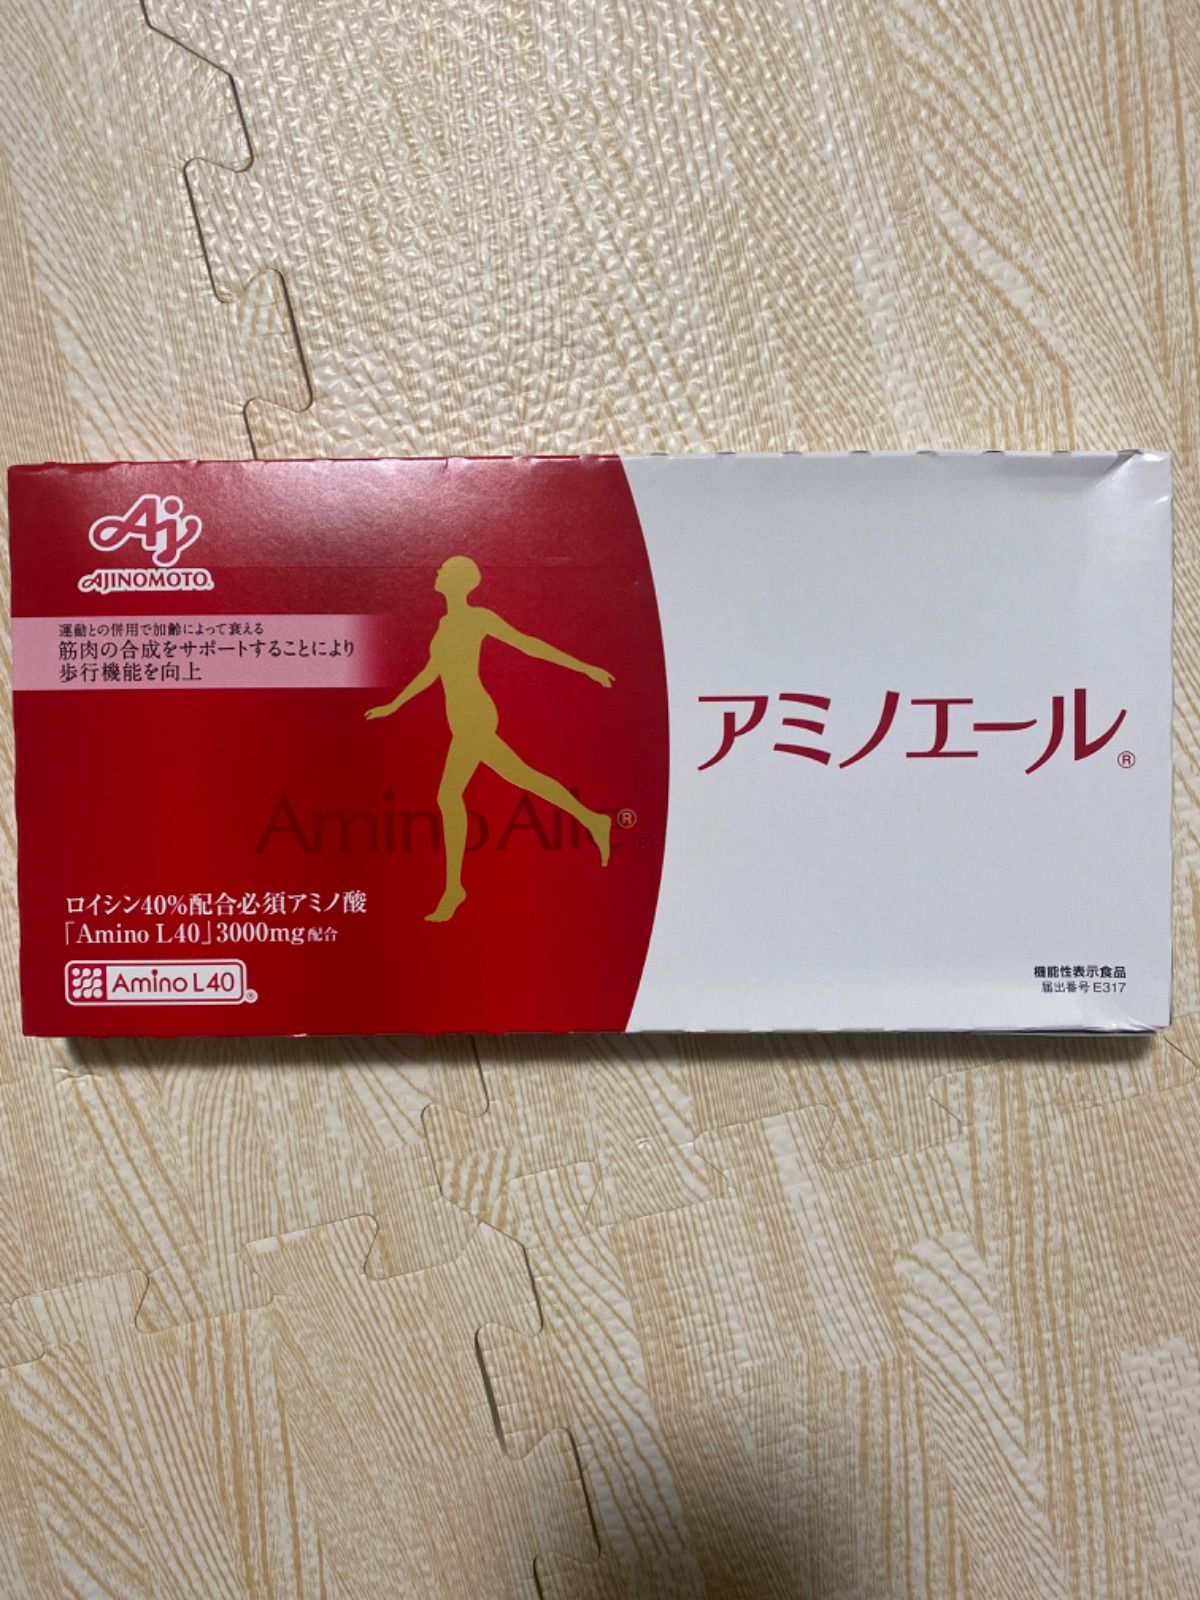 Aj
AJINOMOTO®
運動との併用で加齢によって衰える
筋肉の合成をサポートすることにより
歩行機能を向上
Amino Aile®
アミノエール®
ロイシン40%配合必須アミノ酸
「Amino L40」3000mg配合
Amino L40®
機能性表示食品
届出番号 E317